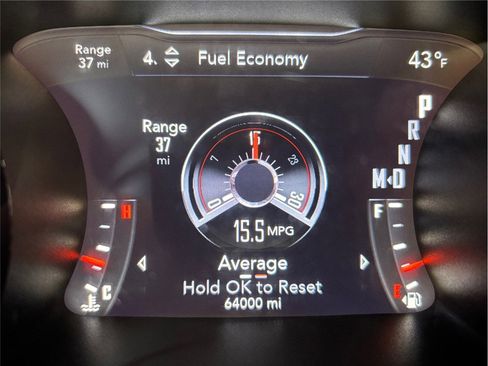 Range
37 mi
4. Fuel Economy
43°F
Range
37
mi
0
7
15
23
30
15.5 MPG
Average
Hold OK to Reset
64000 mi
P
R
N
M D
H
C
F
E